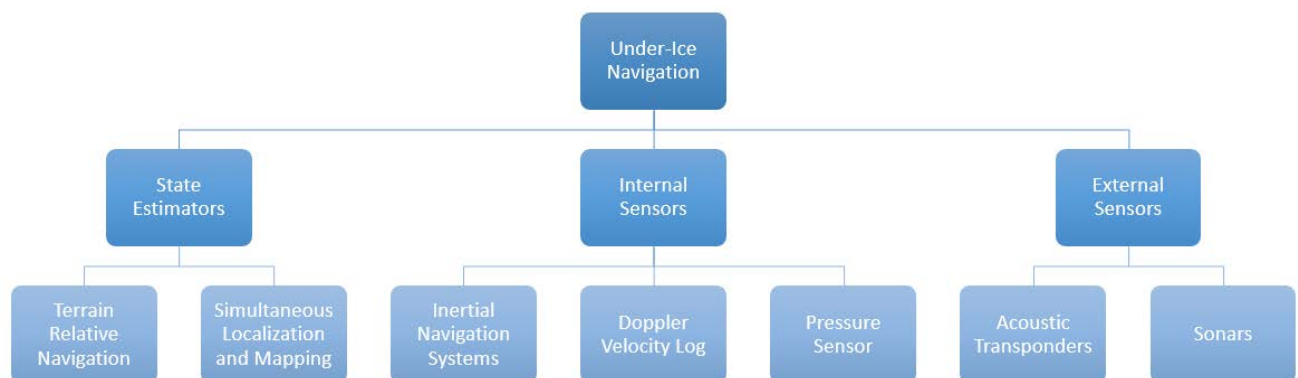 Under-Ice
Navigation
State
Estimators
Internal
Sensors
External
Sensors
Terrain
Relative
Navigation
Simultaneous
Localization
and Mapping
Inertial
Navigation
Systems
Doppler
Velocity Log
Pressure
Sensor
Acoustic
Transponders
Sonars